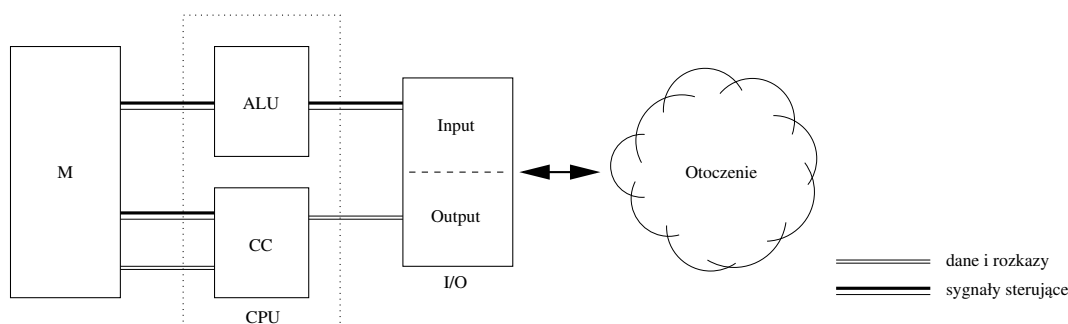 M
ALU
CC
CPU
Input
Output
I/O
Otoczenie
dane i rozkazy
sygnały sterujące